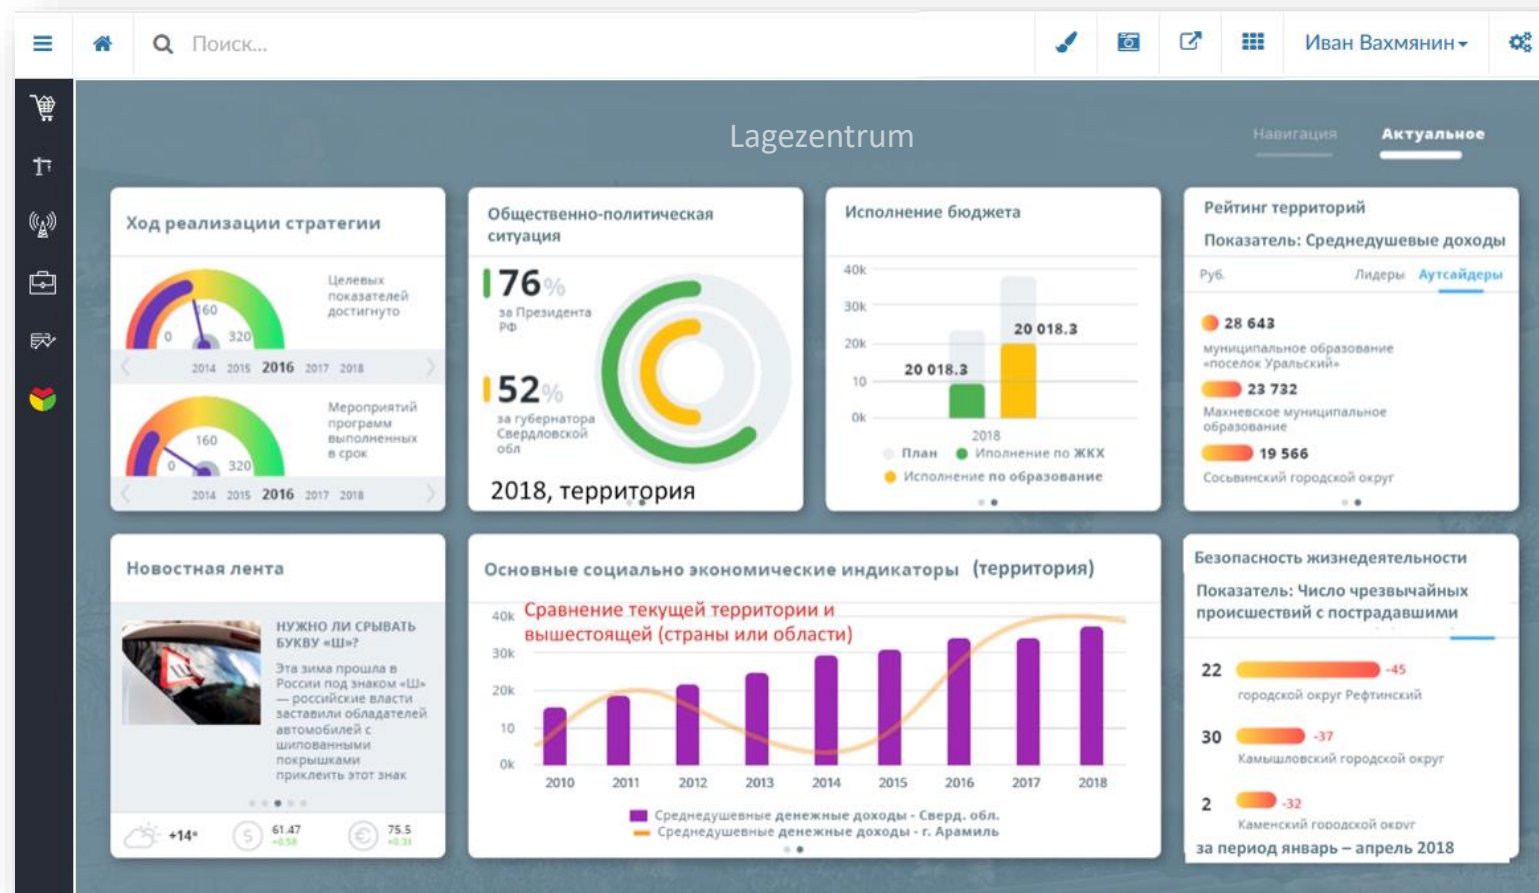 Поиск...
Иван Вахмянин
Lagezentrum
Навигация
Актуальное
Ход реализации стратегии
160
0
320
Целевых
показателей
достигнуто
2014 2015 2016 2017 2018
160
0
320
Мероприятий
программ
выполненных
в срок
2014 2015 2016 2017 2018
Общественно-политическая
ситуация
76%
за Президента
РФ
52%
за губернатора
Свердловской
обл
2018, территория
Исполнение бюджета
40k
30k
20k
10
0k
20 018.3
20 018.3
2018
План Иполнение по ЖКХ
Исполнение по образование
Рейтинг территорий
Показатель: Среднедушевые доходы
Руб. Лидеры Аутсайдеры
28 643
муниципальное образование
«поселок Уральский»
23 732
Махневское муниципальное
образование
19 566
Сосьвинский городской округ
Новостная лента
Ш
НУЖНО ЛИ СРЫВАТЬ
БУКВУ «Ш»?
Эта зима прошла в
России под знаком «Ш»
— российские власти
заставили обладателей
автомобилей с
шипованными
покрышками
приклеить этот знак
+14°
$
61.47
+0.58
€
75.5
+0.31
Основные социально экономические индикаторы (территория)
Сравнение текущей территории и
вышестоящей (страны или области)
40k
30k
20k
10
0k
2010 2011 2012 2013 2014 2015 2016 2017 2018
Среднедушевные денежные доходы - Сверд. обл.
Среднедушевные денежные доходы - г. Арамиль
Безопасность жизнедеятельности
Показатель: Число чрезвычайных
происшествий с пострадавшими
22 -45
городской округ Рефтинский
30 -37
Камышловский городской округ
2 -32
Каменский городской округ
за период январь – апрель 2018